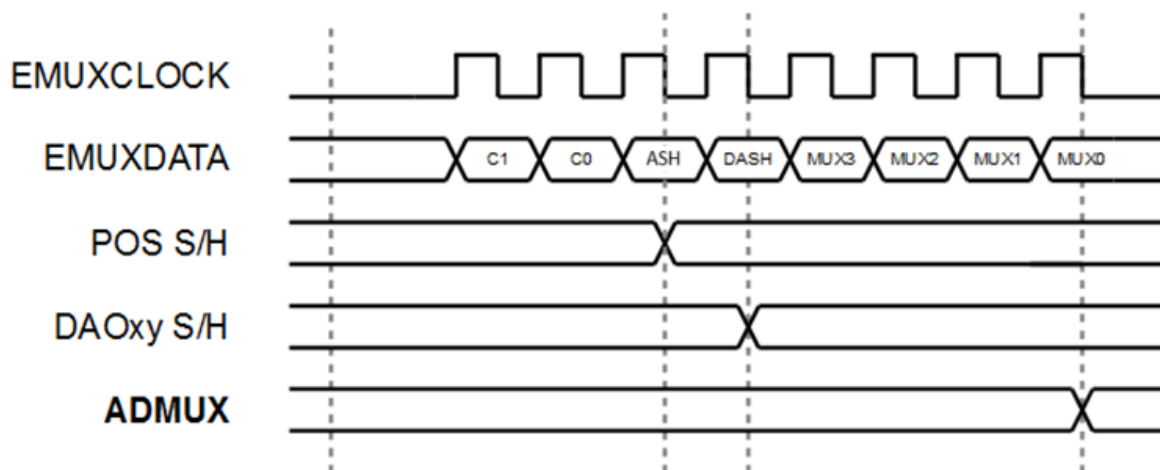 EMUXCLOCK
EMUXDATA C1 C0 ASH DASH MUX3 MUX2 MUX1 MUX0
POS S/H
DAOxy S/H
ADMUX